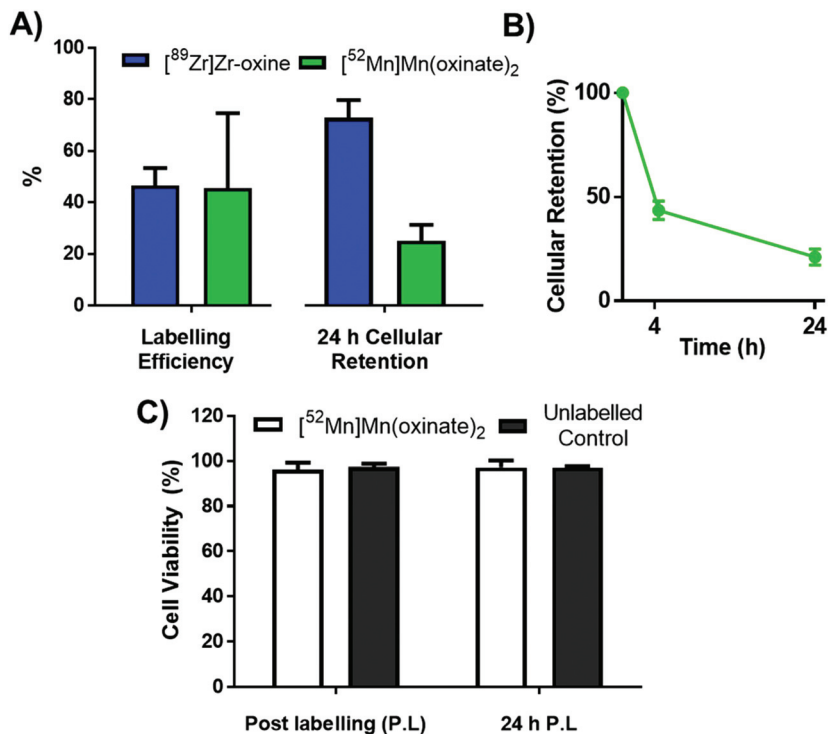 A)
[⁸⁹Zr]Zr-oxine [⁵²Mn]Mn(oxinate)₂
%
100
80
60
40
20
0
Labelling
Efficiency
24 h Cellular
Retention
B)
Cellular Retention (%)
100
50
0
4 24
Time (h)
C)
[⁵²Mn]Mn(oxinate)₂ Unlabelled
Control
Cell Viability (%)
120
100
80
60
40
20
0
Post labelling (P.L) 24 h P.L